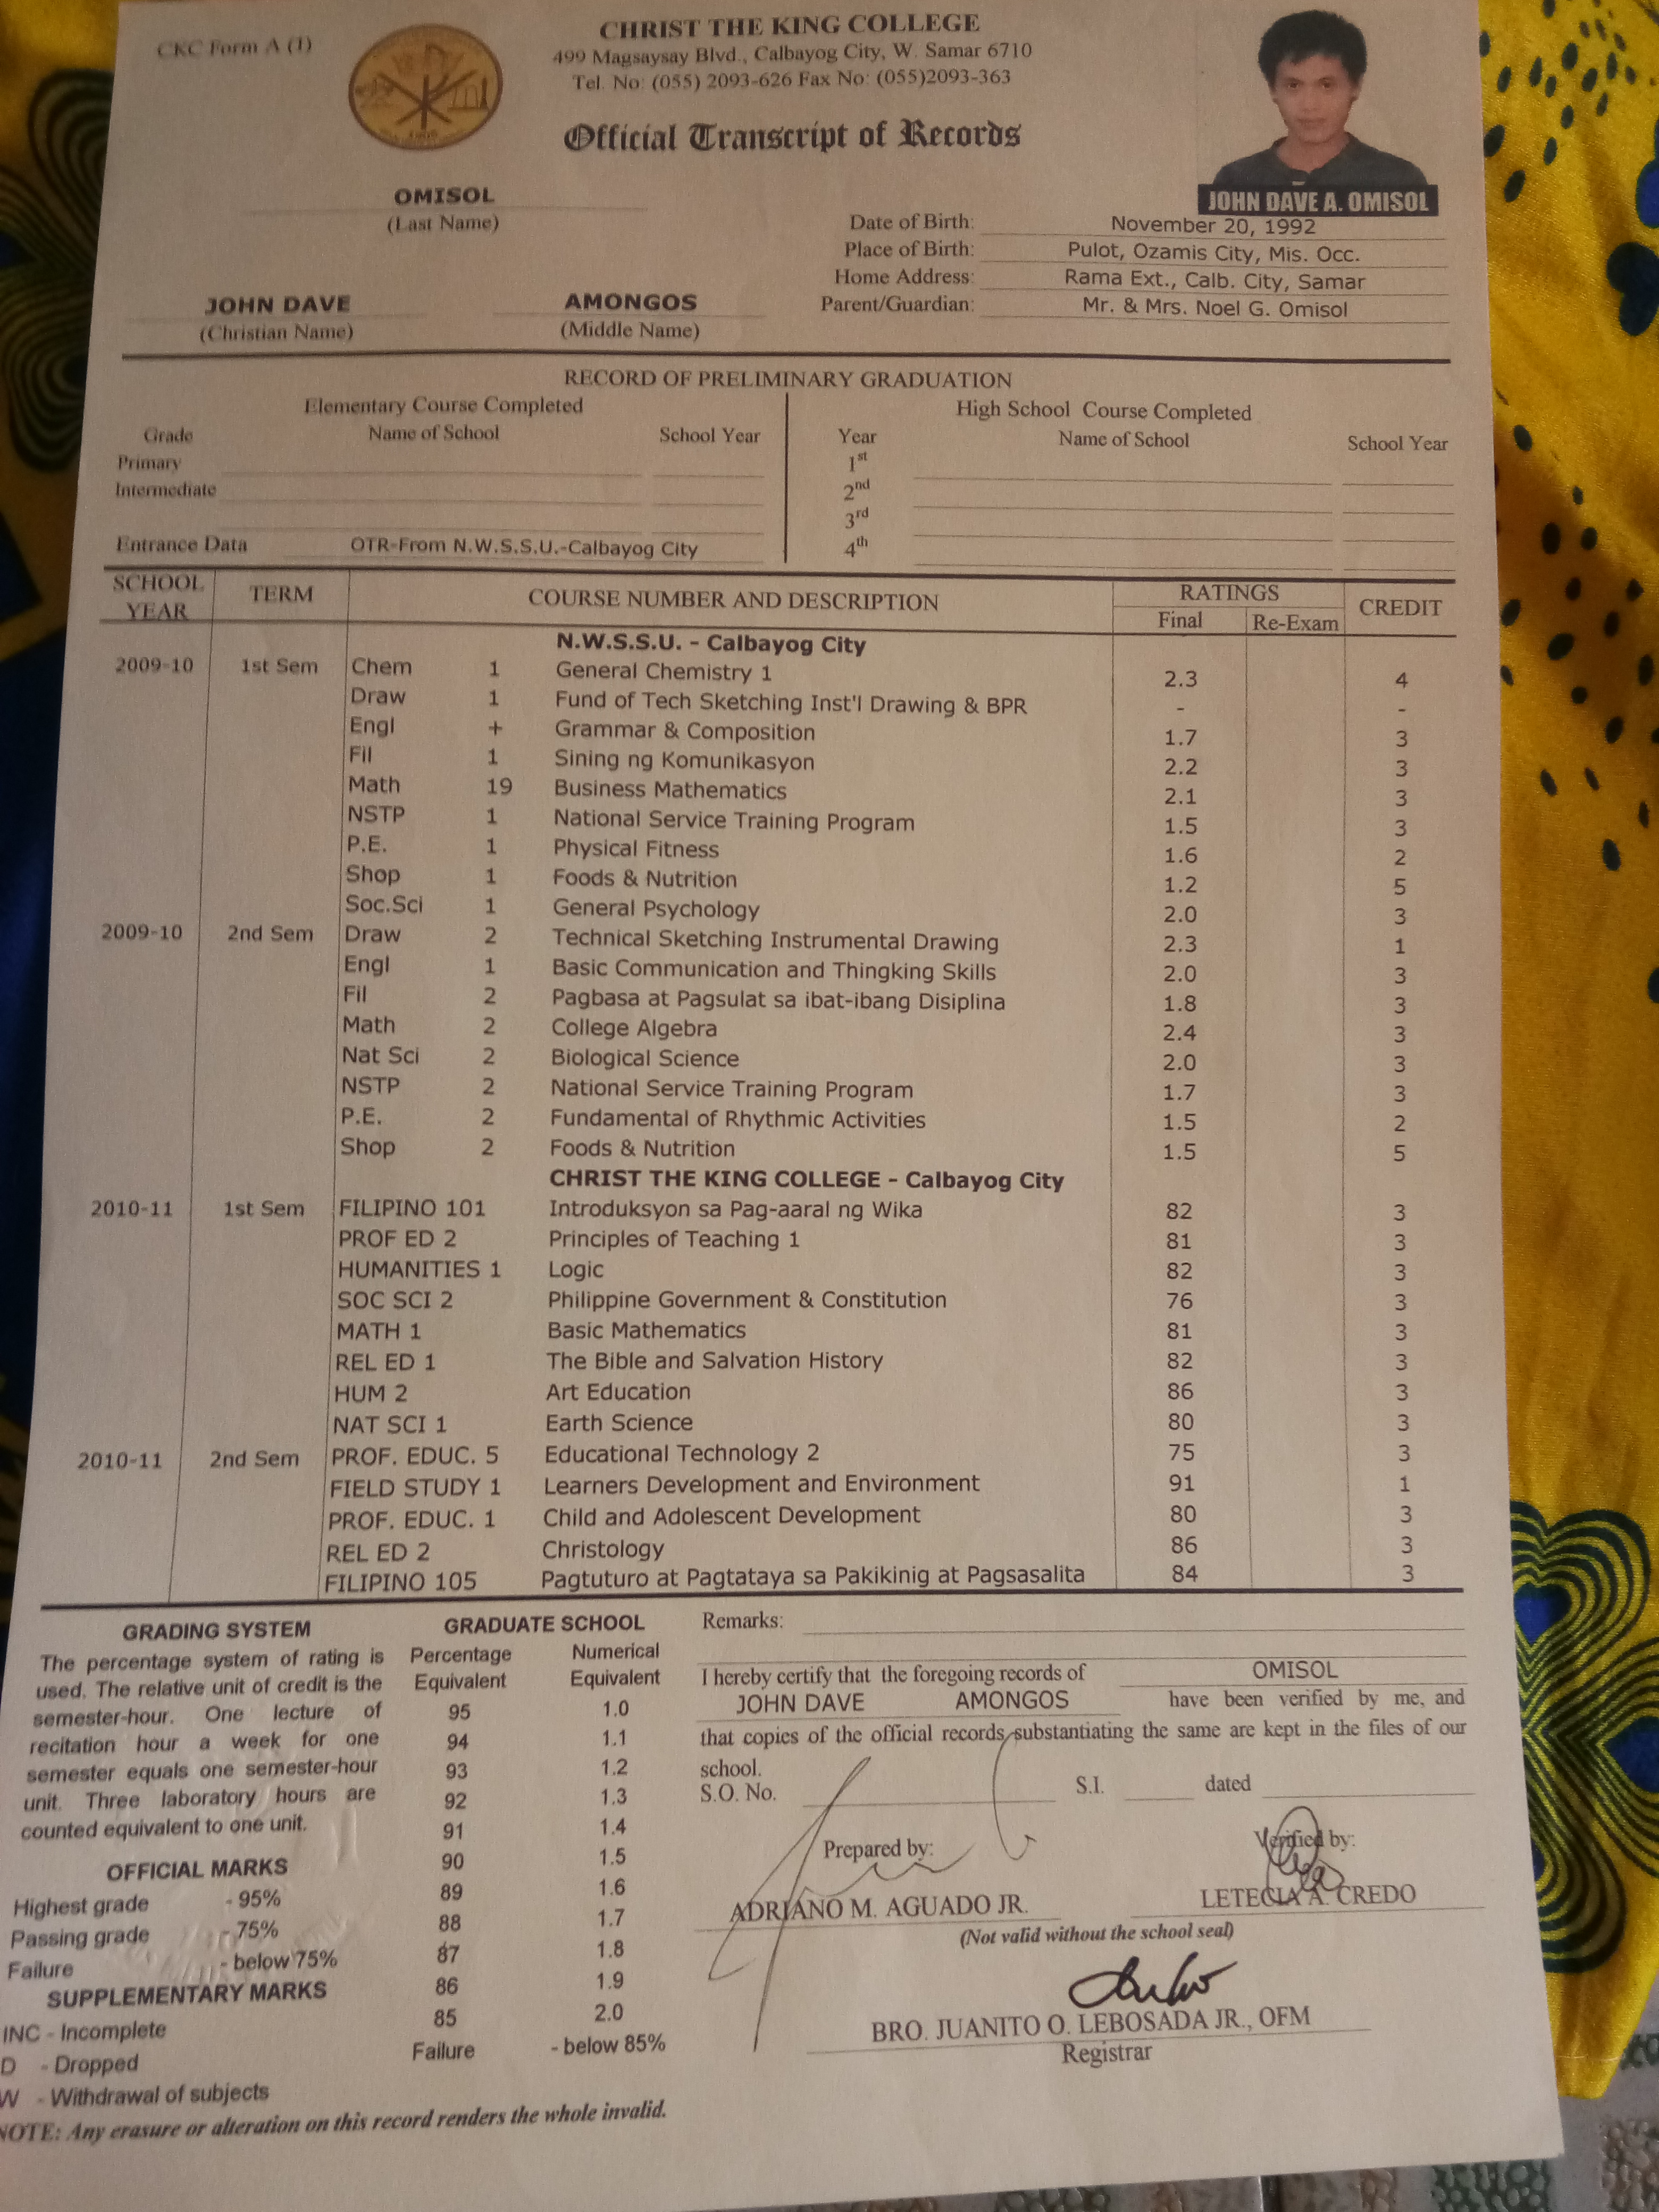 CKC Form A (1)
CHRIST THE KING COLLEGE
499 Magsaysay Blvd., Calbayog City, W. Samar 6710
Tel. No: (055) 2093-626 Fax No: (055)2093-363
Official Transcript of Records
JOHN DAVE A. OMISOL
OMISOL
(Last Name)
JOHN DAVE AMONGOS
(Christian Name) (Middle Name)
Date of Birth: November 20, 1992
Place of Birth: Pulot, Ozamis City, Mis. Occ.
Home Address: Rama Ext., Calb. City, Samar
Parent/Guardian: Mr. & Mrs. Noel G. Omisol
RECORD OF PRELIMINARY GRADUATION
Elementary Course Completed
Grade Name of School School Year
Primary
Intermediate
Entrance Data OTR-From N.W.S.S.U.-Calbayog City
High School Course Completed
Year Name of School School Year
1st
2nd
3rd
4th
SCHOOL YEAR TERM COURSE NUMBER AND DESCRIPTION RATINGS Final Re-Exam CREDIT
N.W.S.S.U. - Calbayog City
2009-10 1st Sem Chem 1 General Chemistry 1 2.3 4
Draw 1 Fund of Tech Sketching Inst'l Drawing & BPR - -
Engl + Grammar & Composition 1.7 3
Fil 1 Sining ng Komunikasyon 2.2 3
Math 19 Business Mathematics 2.1 3
NSTP 1 National Service Training Program 1.5 3
P.E. 1 Physical Fitness 1.6 2
Shop 1 Foods & Nutrition 1.2 5
Soc.Sci 1 General Psychology 2.0 3
2009-10 2nd Sem Draw 2 Technical Sketching Instrumental Drawing 2.3 1
Engl 1 Basic Communication and Thingking Skills 2.0 3
Fil 2 Pagbasa at Pagsulat sa ibat-ibang Disiplina 1.8 3
Math 2 College Algebra 2.4 3
Nat Sci 2 Biological Science 2.0 3
NSTP 2 National Service Training Program 1.7 3
P.E. 2 Fundamental of Rhythmic Activities 1.5 2
Shop 2 Foods & Nutrition 1.5 5
CHRIST THE KING COLLEGE - Calbayog City
2010-11 1st Sem FILIPINO 101 Introduksyon sa Pag-aaral ng Wika 82 3
PROF ED 2 Principles of Teaching 1 81 3
HUMANITIES 1 Logic 82 3
SOC SCI 2 Philippine Government & Constitution 76 3
MATH 1 Basic Mathematics 81 3
REL ED 1 The Bible and Salvation History 82 3
HUM 2 Art Education 86 3
NAT SCI 1 Earth Science 80 3
2010-11 2nd Sem PROF. EDUC. 5 Educational Technology 2 75 3
FIELD STUDY 1 Learners Development and Environment 91 1
PROF. EDUC. 1 Child and Adolescent Development 80 3
REL ED 2 Christology 86 3
FILIPINO 105 Pagtuturo at Pagtataya sa Pakikinig at Pagsasalita 84 3
GRADING SYSTEM
The percentage system of rating is
used. The relative unit of credit is the
semester-hour. One lecture of
recitation hour a week for one
semester equals one semester-hour
unit. Three laboratory hours are
counted equivalent to one unit.
OFFICIAL MARKS
Highest grade - 95%
Passing grade - 75%
Failure - below 75%
SUPPLEMENTARY MARKS
INC - Incomplete
D - Dropped
W - Withdrawal of subjects
NOTE: Any erasure or alteration on this record renders the whole invalid.
GRADUATE SCHOOL
Percentage Numerical
Equivalent Equivalent
95 1.0
94 1.1
93 1.2
92 1.3
91 1.4
90 1.5
89 1.6
88 1.7
87 1.8
86 1.9
85 2.0
Failure - below 85%
Remarks:
I hereby certify that the foregoing records of OMISOL
JOHN DAVE AMONGOS have been verified by me, and
that copies of the official records substantiating the same are kept in the files of our
school.
S.O. No. S.I. dated
Prepared by: Verified by:
ADRIANO M. AGUADO JR. LETECIA A. CREDO
(Not valid without the school seal)
BRO. JUANITO O. LEBOSADA JR., OFM
Registrar